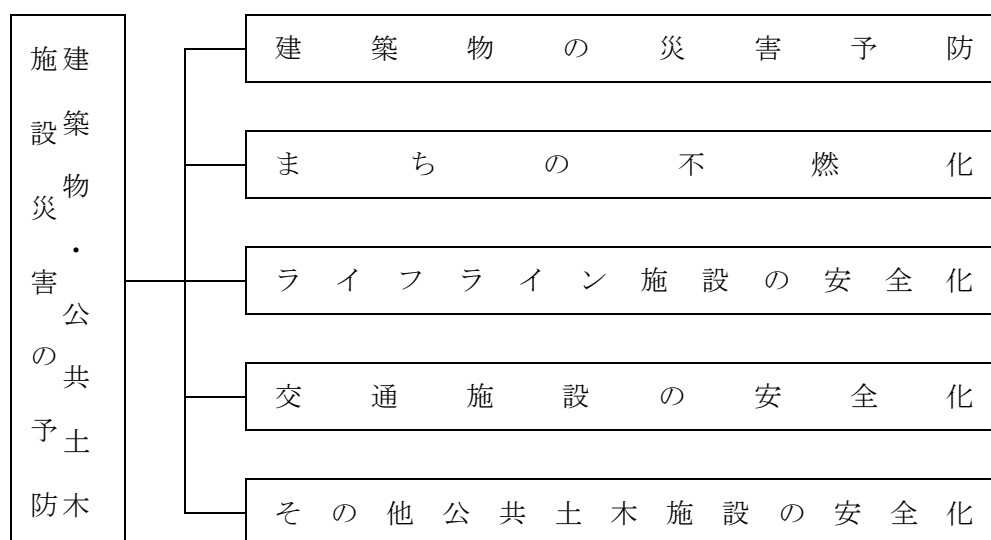 建築物・公共土木
施設災害の予防
建築物の災害予防
まちの不燃化
ライフライン施設の安全化
交通施設の安全化
その他公共土木施設の安全化